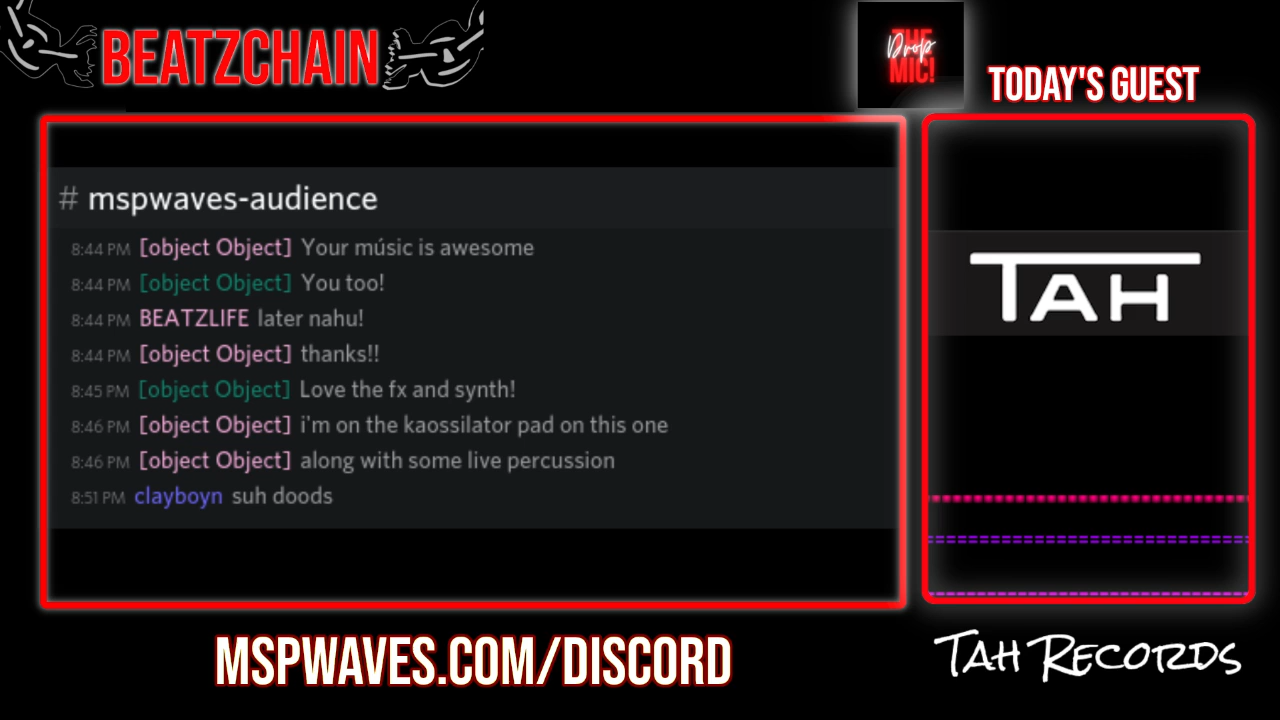 BEATZCHAIN
THE
Drop
MIC!
TODAY'S GUEST
# mspwaves-audience
8:44 PM [object Object] Your músic is awesome
8:44 PM [object Object] You too!
8:44 PM BEATZLIFE later nahu!
8:44 PM [object Object] thanks!!
8:45 PM [object Object] Love the fx and synth!
8:46 PM [object Object] i'm on the kaossilator pad on this one
8:46 PM [object Object] along with some live percussion
8:51 PM clayboyn suh doods
TAH
MSPWAVES.COM/DISCORD
TAH RECORDS